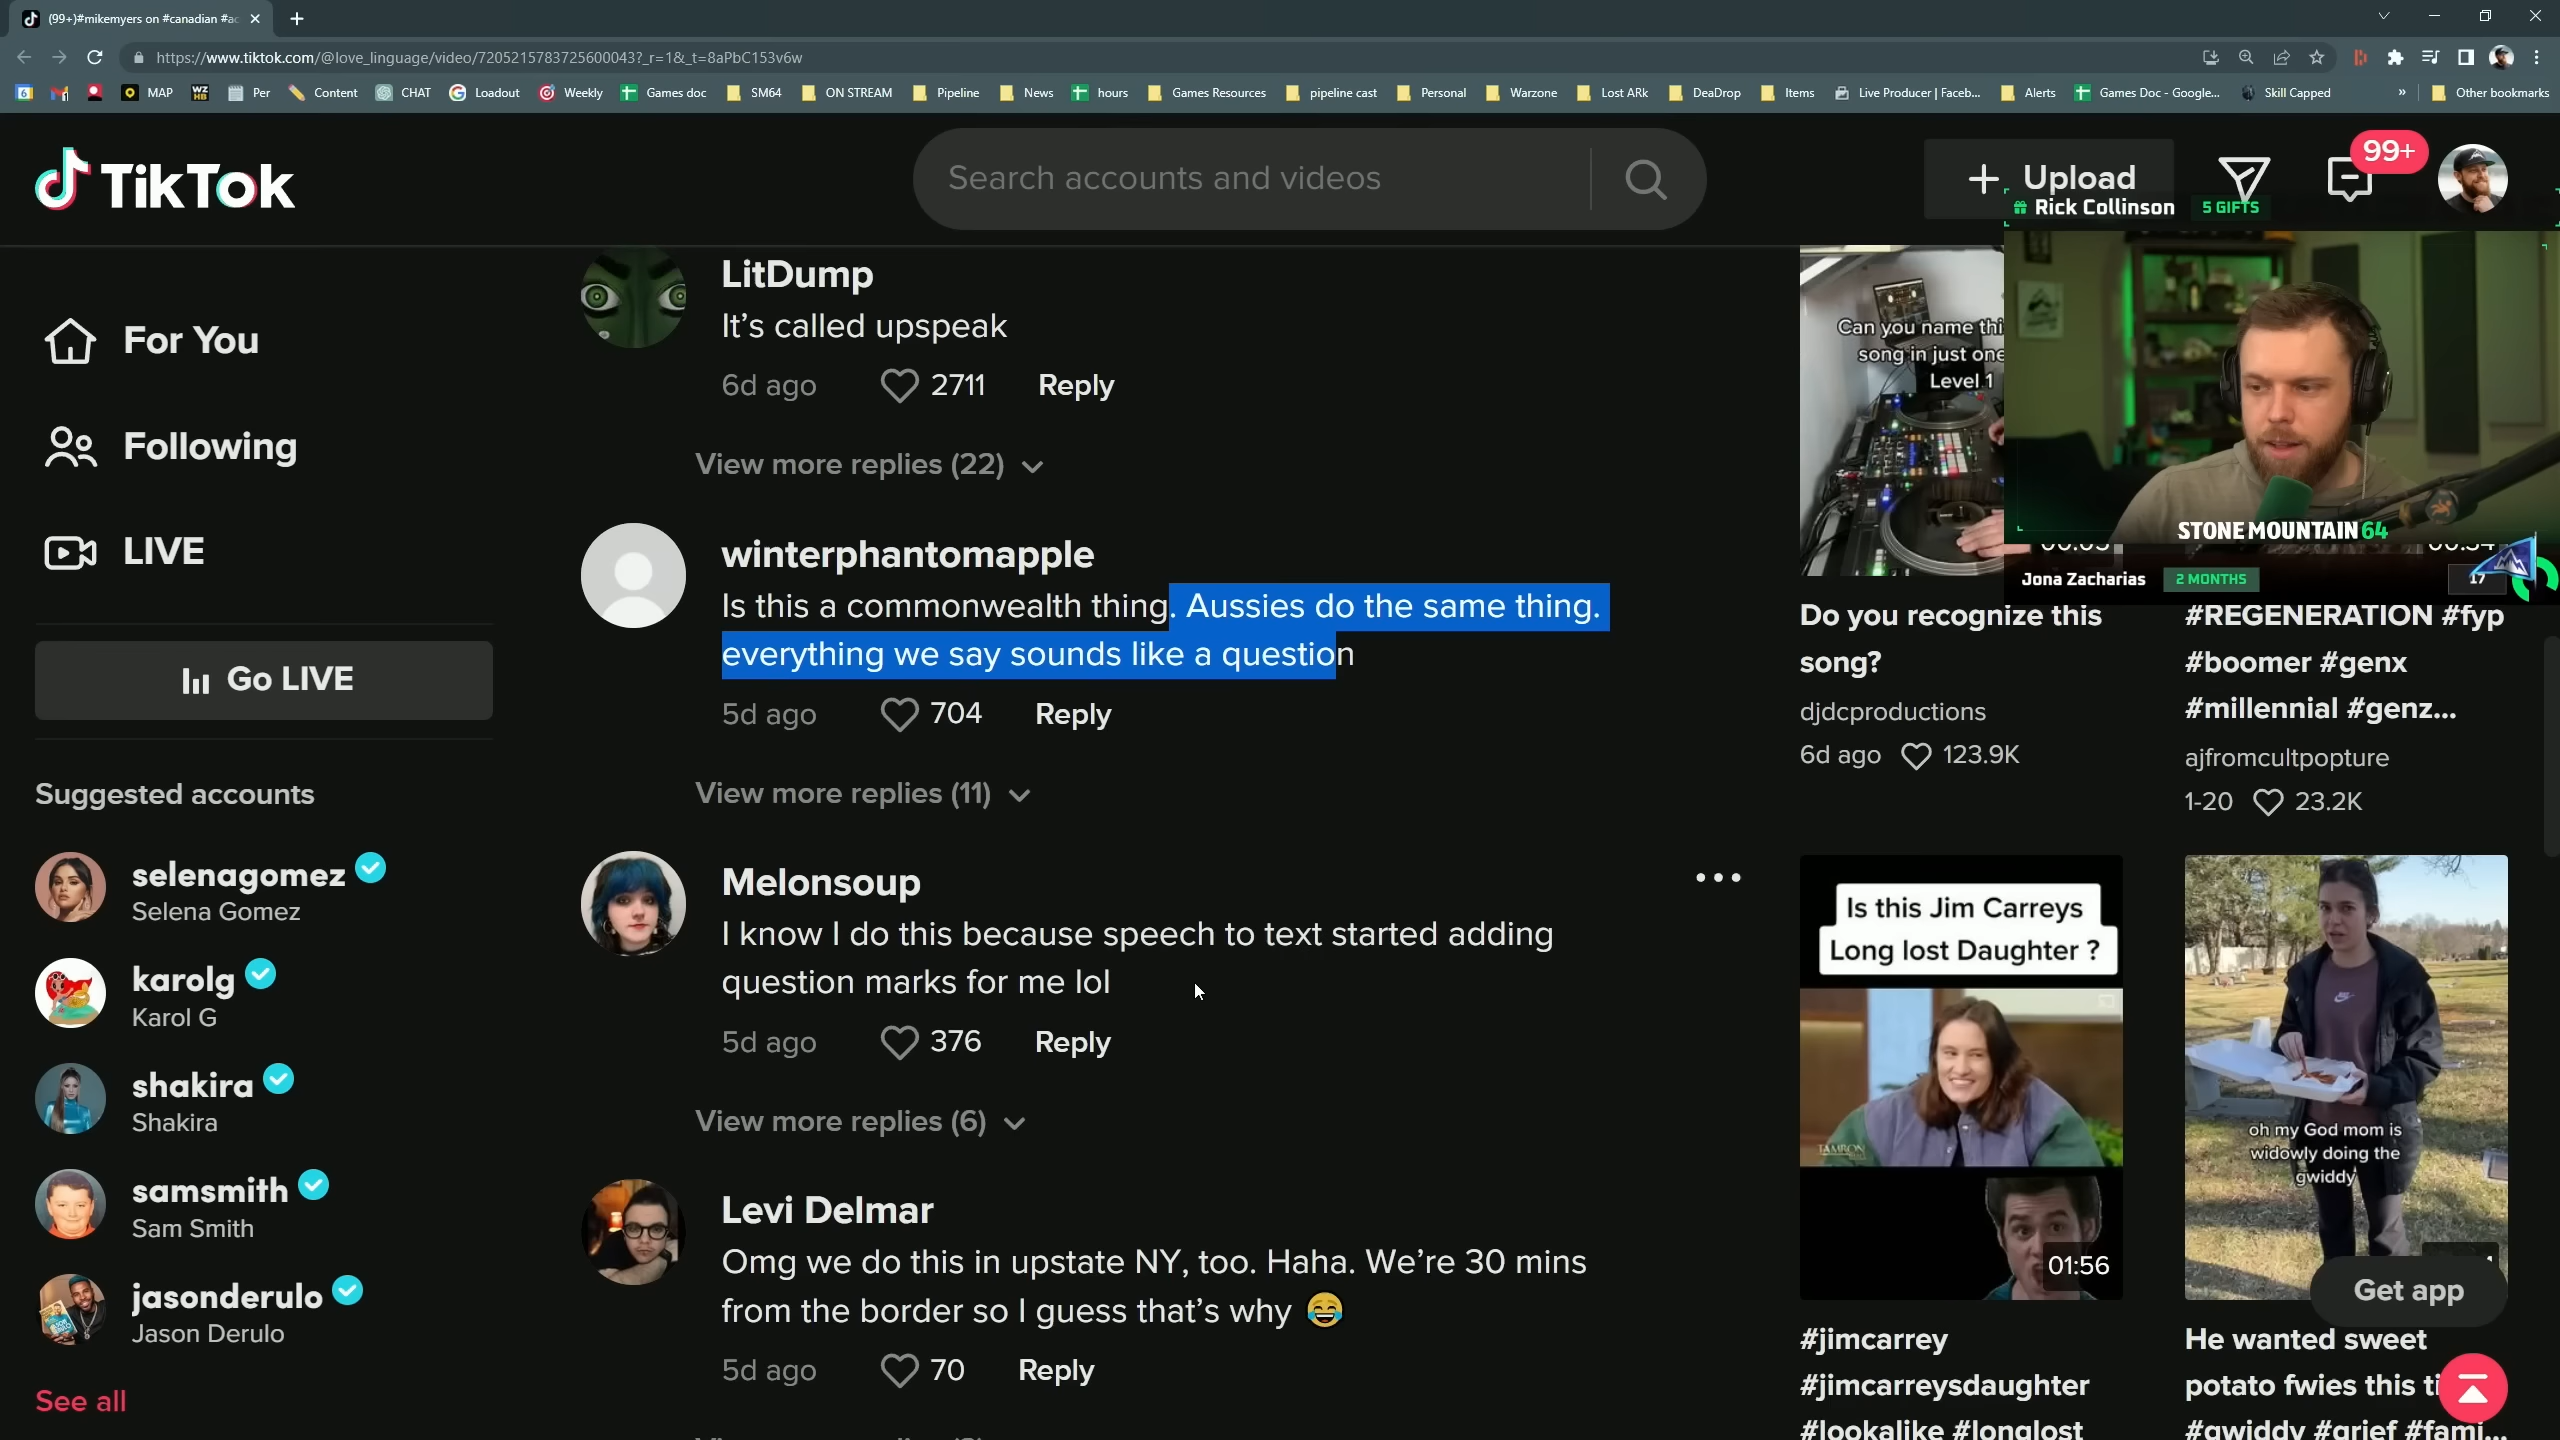 (99+)#mikemyers on #canadian #ac
https://www.tiktok.com/@love_linguage/video/7205215783725600043?_r=1&_t=8aPbC153v6w
6
MAP
WZ
HB
Per
Content
CHAT
Loadout
Weekly
Games doc
SM64
ON STREAM
Pipeline
News
hours
Games Resources
pipeline cast
Personal
Warzone
Lost ARk
DeaDrop
Items
Live Producer | Faceb...
Alerts
Games Doc - Google...
Skill Capped
»
Other bookmarks
TikTok
Search accounts and videos
Upload
99+
Rick Collinson
5 GIFTS
For You
Following
LIVE
Go LIVE
Suggested accounts
selenagomez
Selena Gomez
karolg
Karol G
shakira
Shakira
samsmith
Sam Smith
jasonderulo
Jason Derulo
See all
LitDump
It’s called upspeak
6d ago 2711 Reply
View more replies (22)
winterphantomapple
Is this a commonwealth thing. Aussies do the same thing.
everything we say sounds like a question
5d ago 704 Reply
View more replies (11)
Melonsoup
I know I do this because speech to text started adding
question marks for me lol
5d ago 376 Reply
View more replies (6)
Levi Delmar
Omg we do this in upstate NY, too. Haha. We’re 30 mins
from the border so I guess that’s why 😂
5d ago 70 Reply
Can you name thi
song in just one
Level 1
STONE MOUNTAIN 64
Jona Zacharias
2 MONTHS
17
Do you recognize this
song?
djdcproductions
6d ago 123.9K
#REGENERATION #fyp
#boomer #genx
#millennial #genz...
ajfromcultpopture
1-20 23.2K
Is this Jim Carreys
Long lost Daughter ?
TAMRON
01:56
#jimcarrey
#jimcarreysdaughter
#lookalike #longlost
oh my God mom is
widowly doing the
gwiddy
Get app
He wanted sweet
potato fwies this ti
#gwiddy #grief #fami...